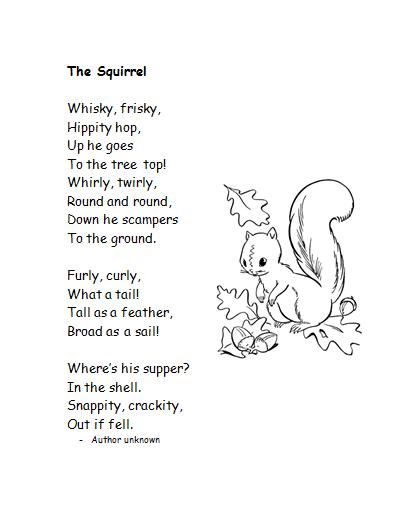 The Squirrel
Whisky, frisky,
Hippity hop,
Up he goes
To the tree top!
Whirly, twirly,
Round and round,
Down he scampers
To the ground.
Furly, curly,
What a tail!
Tall as a feather,
Broad as a sail!
Where's his supper?
In the shell.
Snappity, crackity,
Out if fell.
- Author unknown